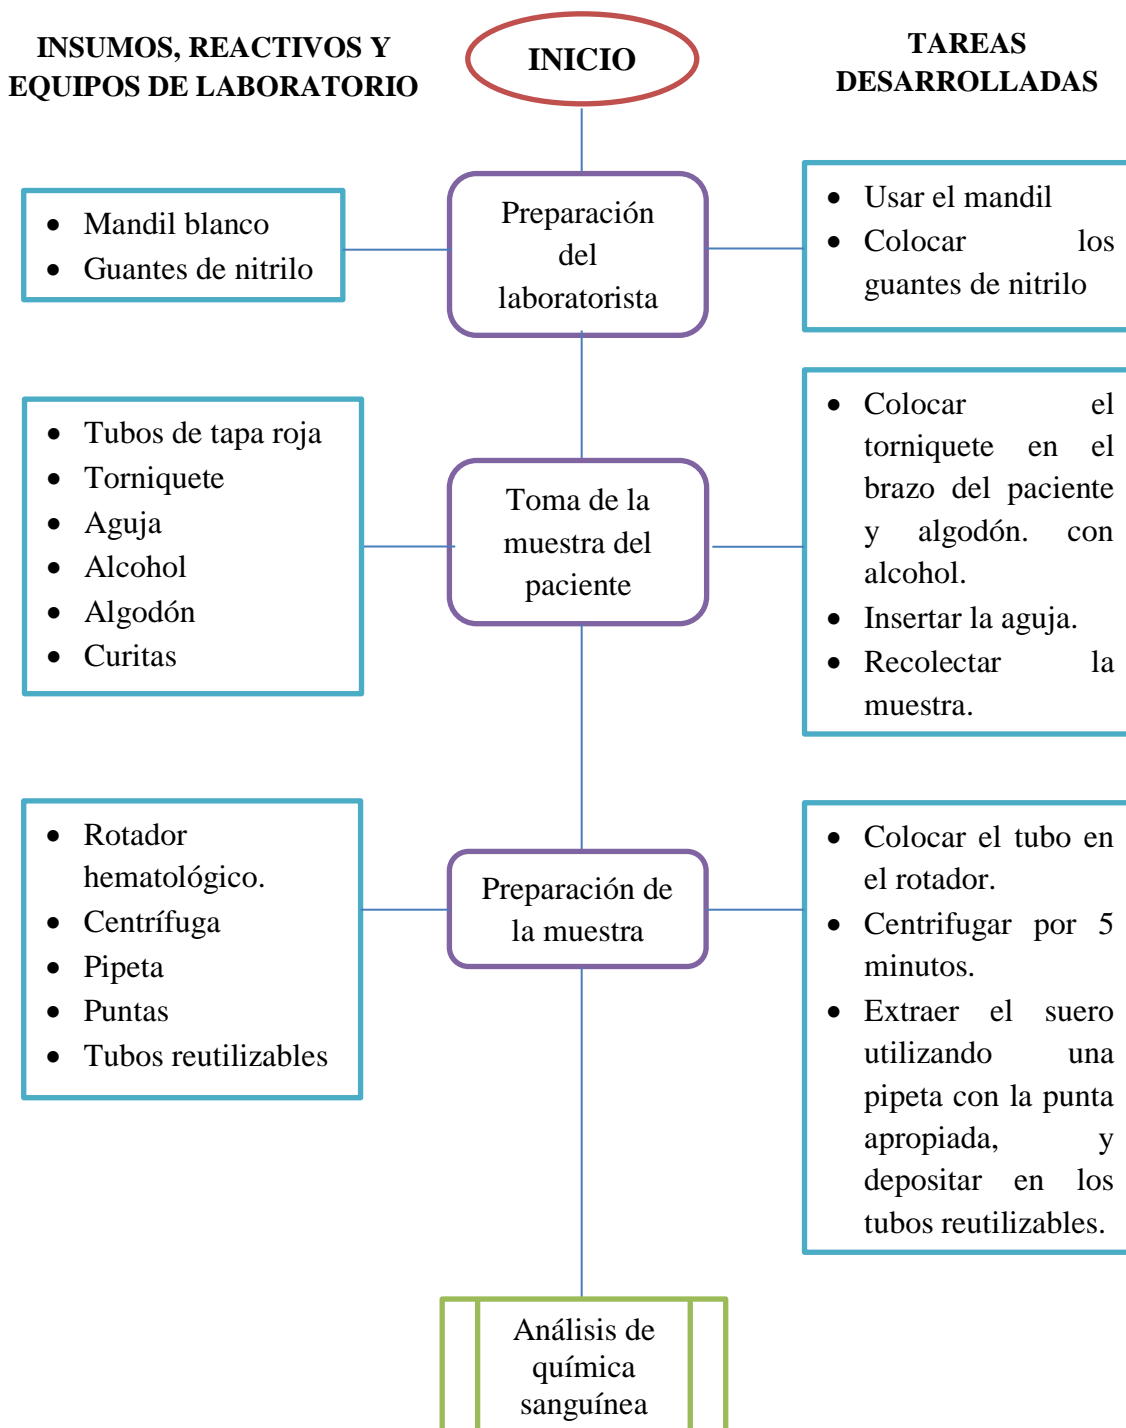 INSUMOS, REACTIVOS Y
EQUIPOS DE LABORATORIO
INICIO
TAREAS
DESARROLLADAS
• Mandil blanco
• Guantes de nitrilo
Preparación
del
laboratorista
• Usar el mandil
• Colocar los
guantes de nitrilo
• Tubos de tapa roja
• Torniquete
• Aguja
• Alcohol
• Algodón
• Curitas
Toma de la
muestra del
paciente
• Colocar el
torniquete en el
brazo del paciente
y algodón. con
alcohol.
• Insertar la aguja.
• Recolectar la
muestra.
• Rotador
hematológico.
• Centrífuga
• Pipeta
• Puntas
• Tubos reutilizables
Preparación de
la muestra
• Colocar el tubo en
el rotador.
• Centrifugar por 5
minutos.
• Extraer el suero
utilizando una
pipeta con la punta
apropiada, y
depositar en los
tubos reutilizables.
Análisis de
química
sanguínea